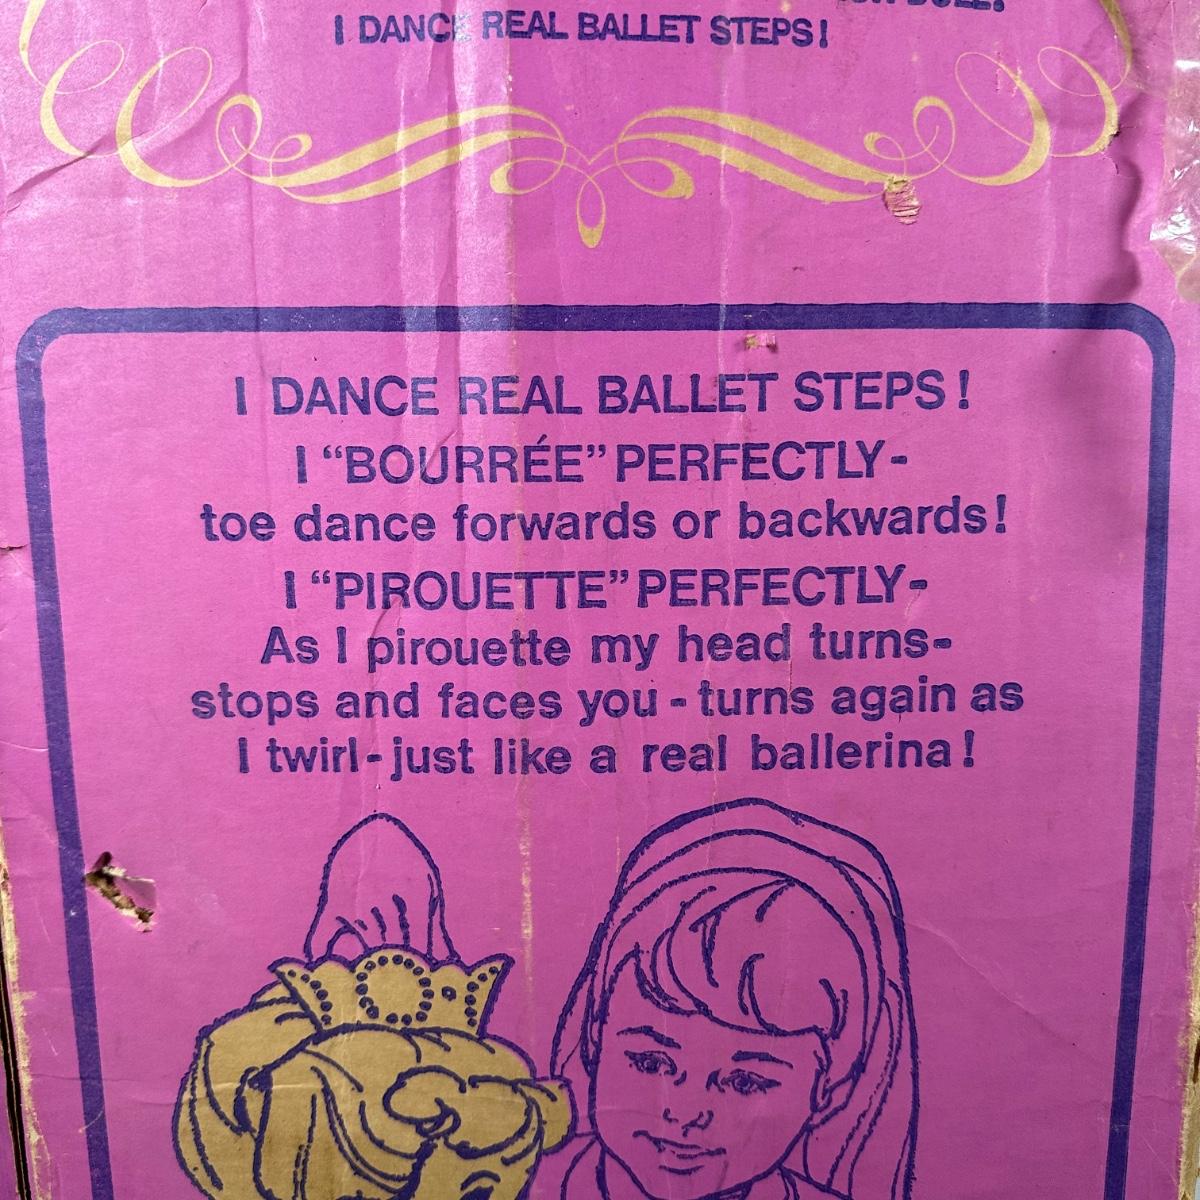 DOLL!
I DANCE REAL BALLET STEPS!
I DANCE REAL BALLET STEPS!
I “BOURRÉE” PERFECTLY-
toe dance forwards or backwards!
I “PIROUETTE” PERFECTLY-
As I pirouette my head turns-
stops and faces you - turns again as
I twirl - just like a real ballerina!